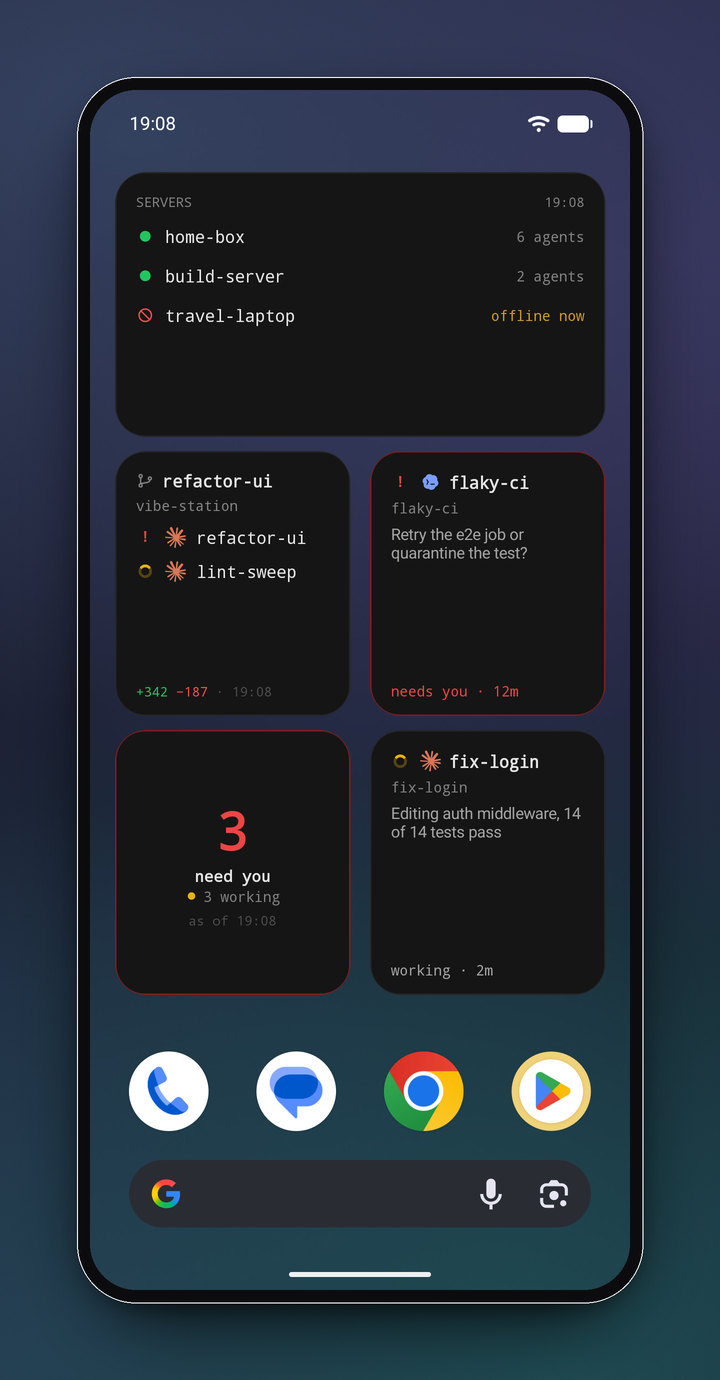 19:08
SERVERS 19:08
home-box 6 agents
build-server 2 agents
travel-laptop offline now
refactor-ui
vibe-station
! refactor-ui
lint-sweep
+342 −187 · 19:08
! flaky-ci
flaky-ci
Retry the e2e job or
quarantine the test?
needs you · 12m
3
need you
3 working
as of 19:08
fix-login
fix-login
Editing auth middleware, 14
of 14 tests pass
working · 2m